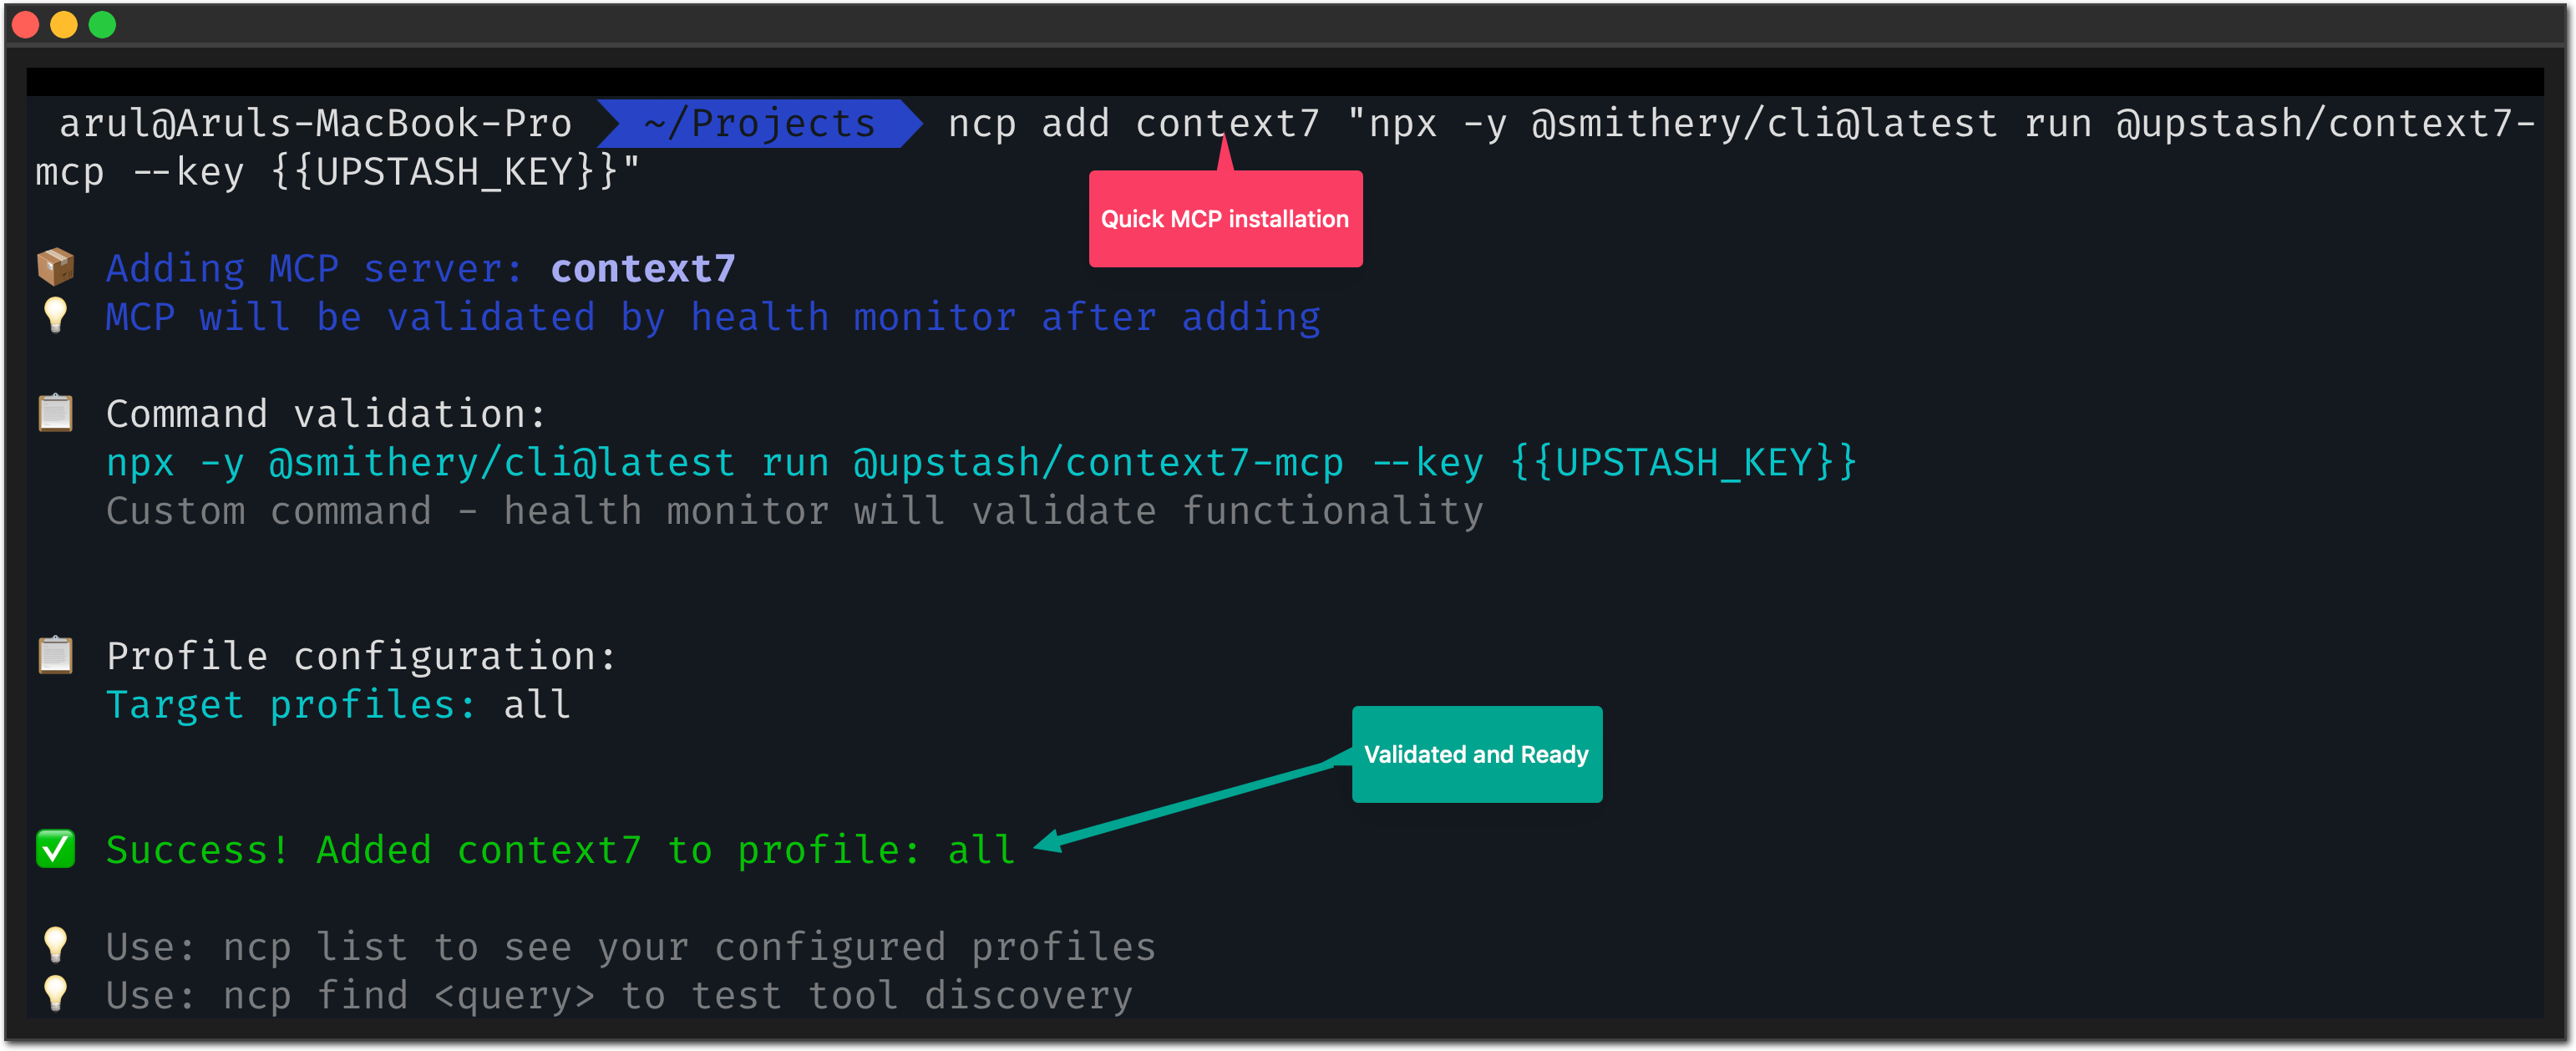 arul@Aruls-MacBook-Pro ~/Projects ncp add context7 "npx -y @smithery/cli@latest run @upstash/context7-
mcp --key {{UPSTASH_KEY}}"
Quick MCP installation
Adding MCP server: context7
MCP will be validated by health monitor after adding
Command validation:
npx -y @smithery/cli@latest run @upstash/context7-mcp --key {{UPSTASH_KEY}}
Custom command - health monitor will validate functionality
Profile configuration:
Target profiles: all
Validated and Ready
Success! Added context7 to profile: all
Use: ncp list to see your configured profiles
Use: ncp find <query> to test tool discovery